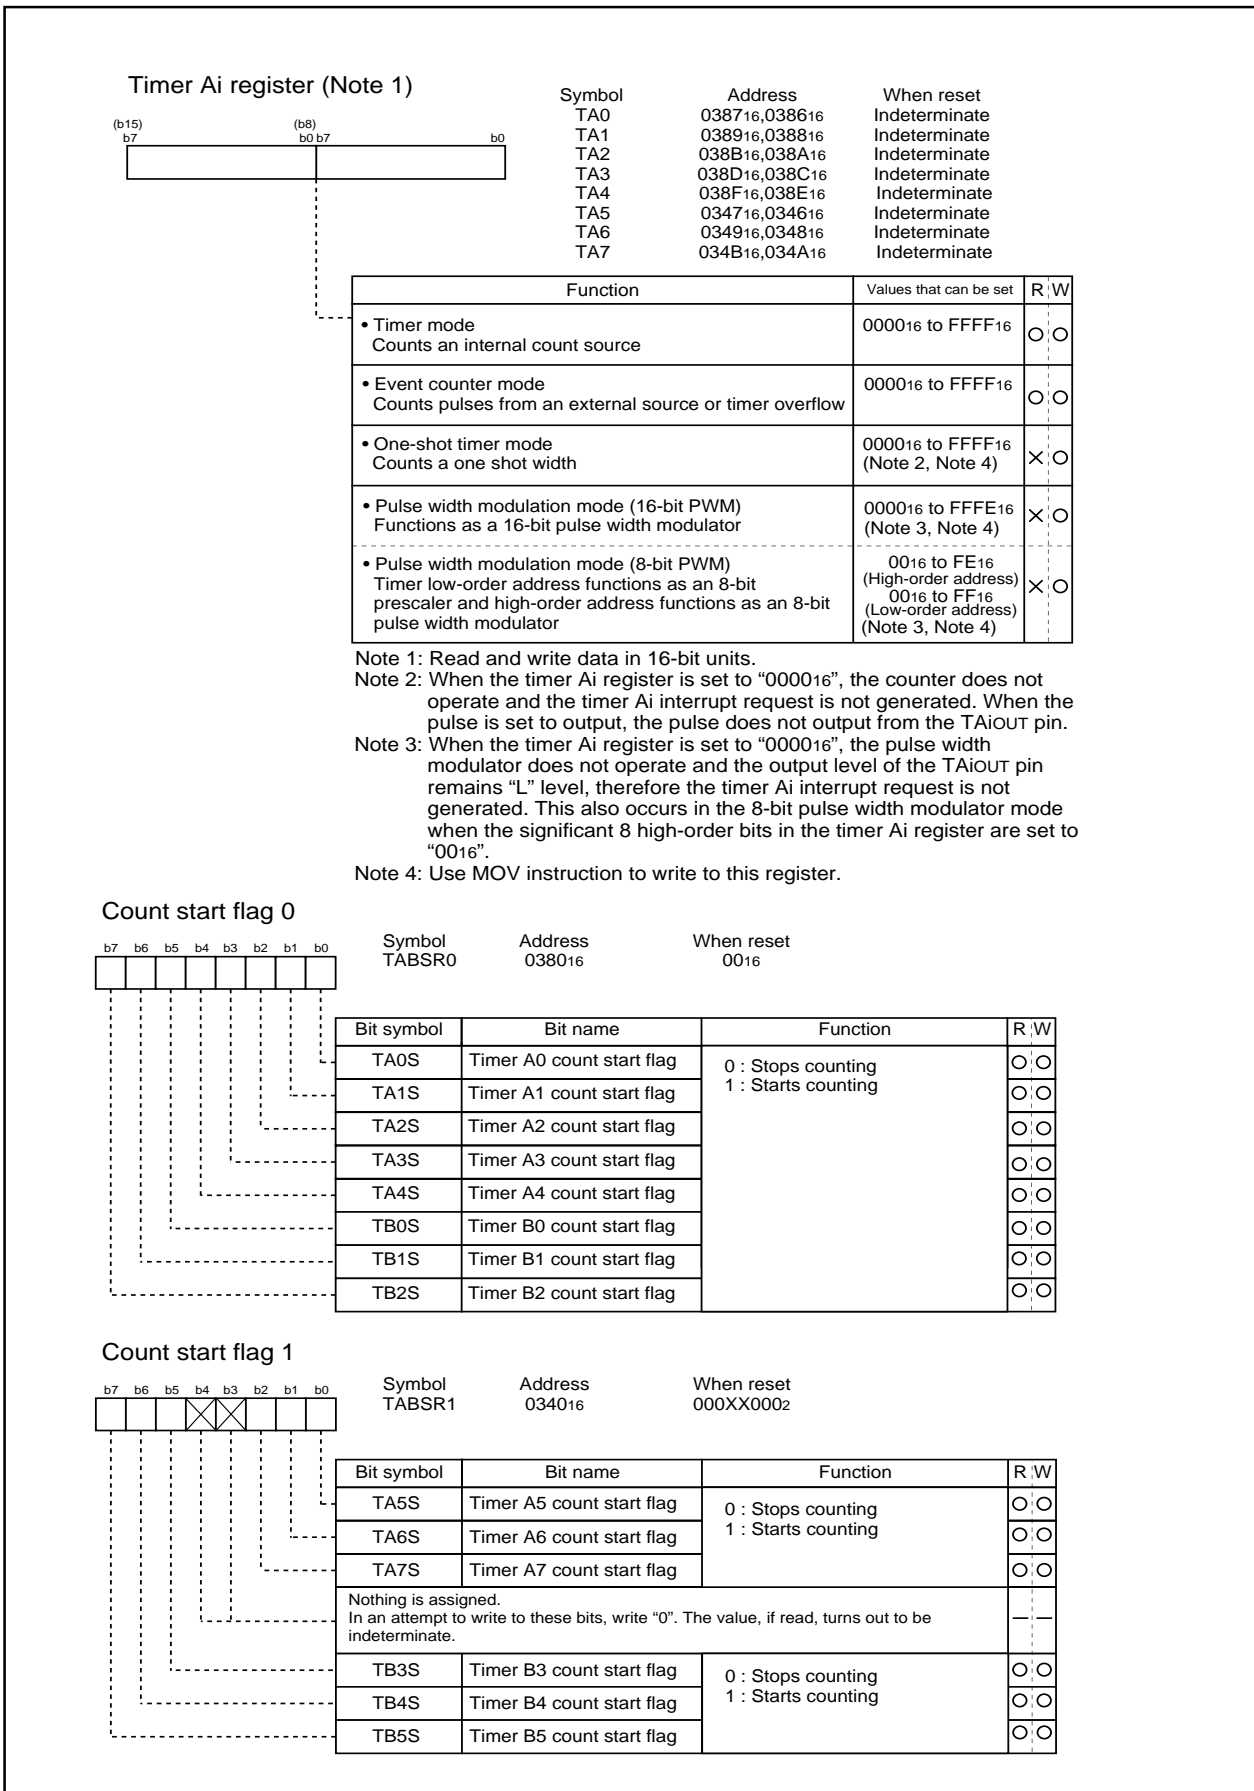 Timer Ai register (Note 1)
(b15) (b8)
b7 b0 b7 b0
Symbol Address When reset
TA0 038716,038616 Indeterminate
TA1 038916,038816 Indeterminate
TA2 038B16,038A16 Indeterminate
TA3 038D16,038C16 Indeterminate
TA4 038F16,038E16 Indeterminate
TA5 034716,034616 Indeterminate
TA6 034916,034816 Indeterminate
TA7 034B16,034A16 Indeterminate
Function Values that can be set R W
• Timer mode 000016 to FFFF16
Counts an internal count source
• Event counter mode 000016 to FFFF16
Counts pulses from an external source or timer overflow
• One-shot timer mode 000016 to FFFF16
Counts a one shot width (Note 2, Note 4)
• Pulse width modulation mode (16-bit PWM) 000016 to FFFE16
Functions as a 16-bit pulse width modulator (Note 3, Note 4)
• Pulse width modulation mode (8-bit PWM) 0016 to FE16
Timer low-order address functions as an 8-bit (High-order address)
prescaler and high-order address functions as an 8-bit 0016 to FF16
pulse width modulator (Low-order address)
(Note 3, Note 4)
Note 1: Read and write data in 16-bit units.
Note 2: When the timer Ai register is set to “000016”, the counter does not
operate and the timer Ai interrupt request is not generated. When the
pulse is set to output, the pulse does not output from the TAiOUT pin.
Note 3: When the timer Ai register is set to “000016”, the pulse width
modulator does not operate and the output level of the TAiOUT pin
remains “L” level, therefore the timer Ai interrupt request is not
generated. This also occurs in the 8-bit pulse width modulator mode
when the significant 8 high-order bits in the timer Ai register are set to
“0016”.
Note 4: Use MOV instruction to write to this register.
Count start flag 0
b7 b6 b5 b4 b3 b2 b1 b0
Symbol Address When reset
TABSR0 038016 0016
Bit symbol Bit name Function R W
TA0S Timer A0 count start flag 0 : Stops counting
TA1S Timer A1 count start flag 1 : Starts counting
TA2S Timer A2 count start flag
TA3S Timer A3 count start flag
TA4S Timer A4 count start flag
TB0S Timer B0 count start flag
TB1S Timer B1 count start flag
TB2S Timer B2 count start flag
Count start flag 1
b7 b6 b5 b4 b3 b2 b1 b0
Symbol Address When reset
TABSR1 034016 000XX0002
Bit symbol Bit name Function R W
TA5S Timer A5 count start flag 0 : Stops counting
TA6S Timer A6 count start flag 1 : Starts counting
TA7S Timer A7 count start flag
Nothing is assigned.
In an attempt to write to these bits, write “0”. The value, if read, turns out to be
indeterminate.
TB3S Timer B3 count start flag 0 : Stops counting
TB4S Timer B4 count start flag 1 : Starts counting
TB5S Timer B5 count start flag